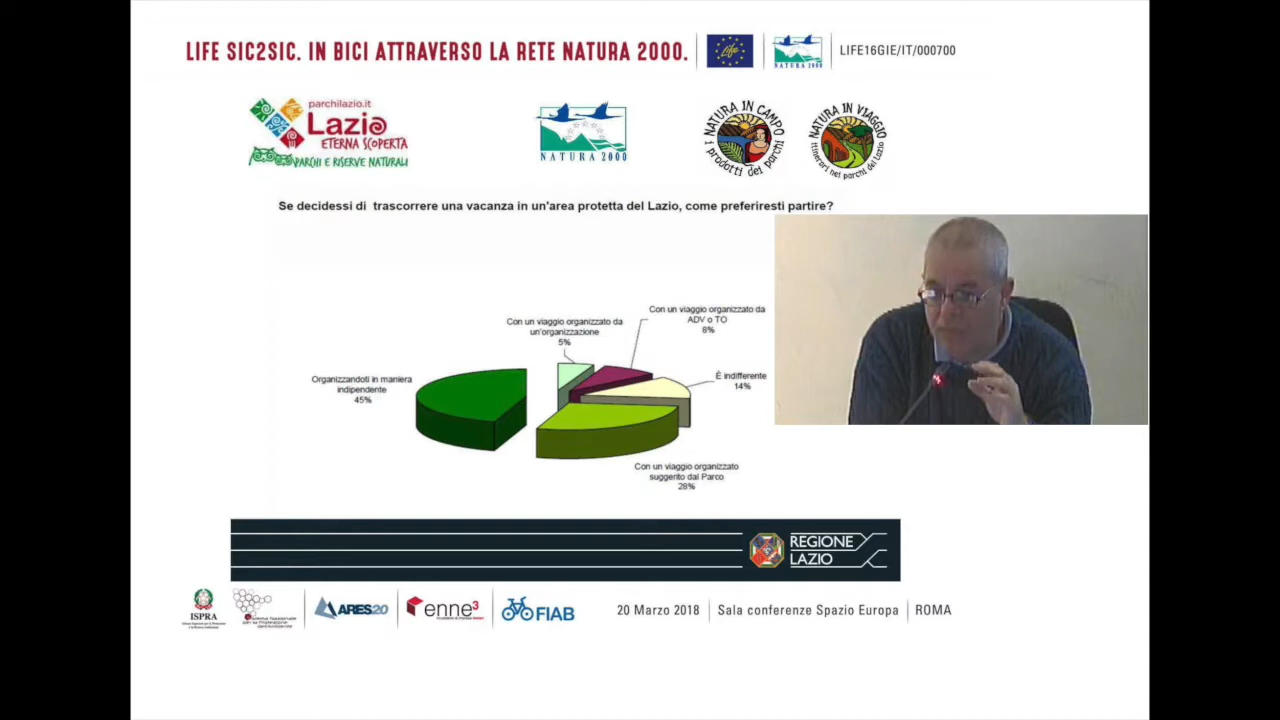 LIFE SIC2SIC. IN BICI ATTRAVERSO LA RETE NATURA 2000.
Life
NATURA 2000
LIFE16GIE/IT/000700
parchilazio.it
Lazio
ETERNA SCOPERTA
PARCHI E RISERVE NATURALI
NATURA 2000
NATURA IN CAMPO
i prodotti dei parchi
NATURA IN VIAGGIO
itinerari nei parchi del Lazio
Se decidessi di trascorrere una vacanza in un'area protetta del Lazio, come preferiresti partire?
Con un viaggio organizzato da
un'organizzazione
5%
Con un viaggio organizzato da
ADV o TO
8%
È indifferente
14%
Organizzandoti in maniera
indipendente
45%
Con un viaggio organizzato
suggerito dal Parco
28%
REGIONE
LAZIO
ISPRA
ARES20
enne3
FIAB
20 Marzo 2018
Sala conferenze Spazio Europa
ROMA